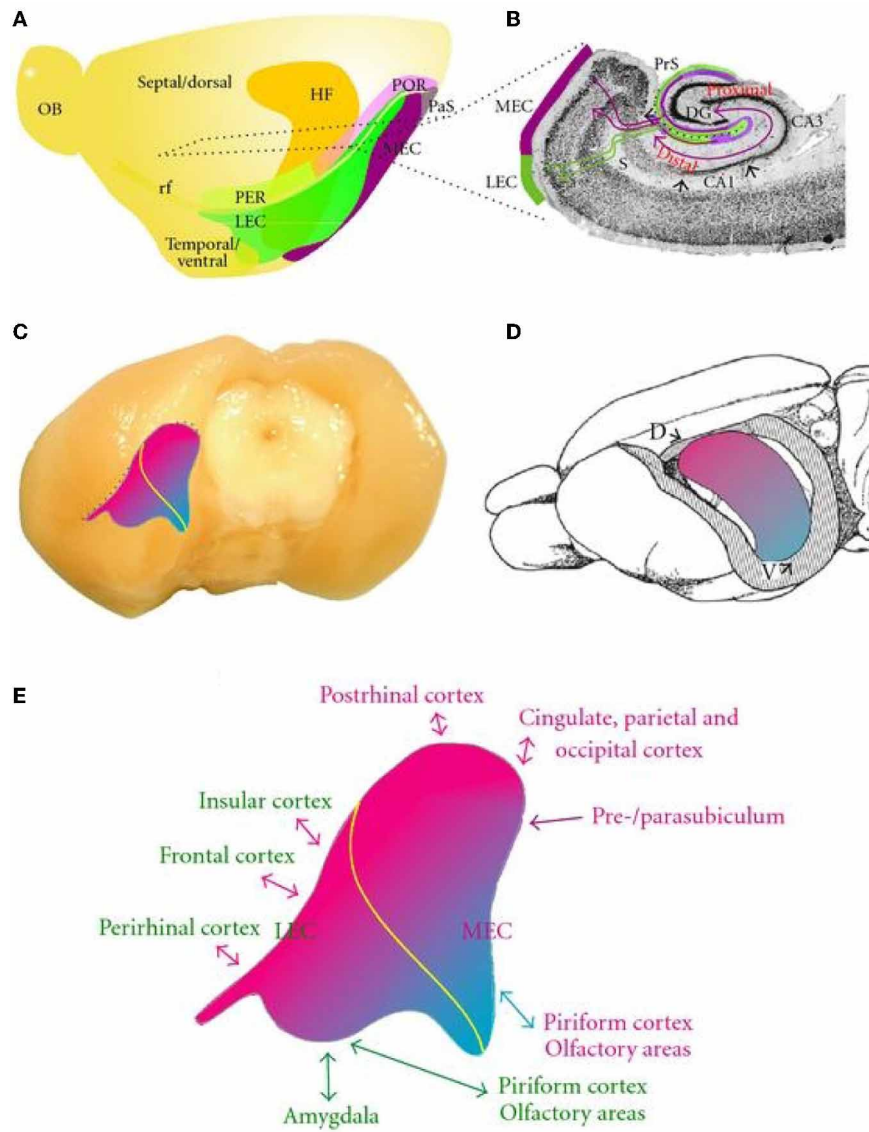 A
Septal/dorsal
OB
HF
POR
PaS
MEC
rf
PER
LEC
Temporal/
ventral
B
PrS
MEC
Proximal
DG
CA3
Distal
LEC
S
CA1
C
D
D
V
E
Postrhinal cortex
Cingulate, parietal and
occipital cortex
Insular cortex
Pre-/parasubiculum
Frontal cortex
Perirhinal cortex
LEC
MEC
Piriform cortex
Olfactory areas
Piriform cortex
Olfactory areas
Amygdala